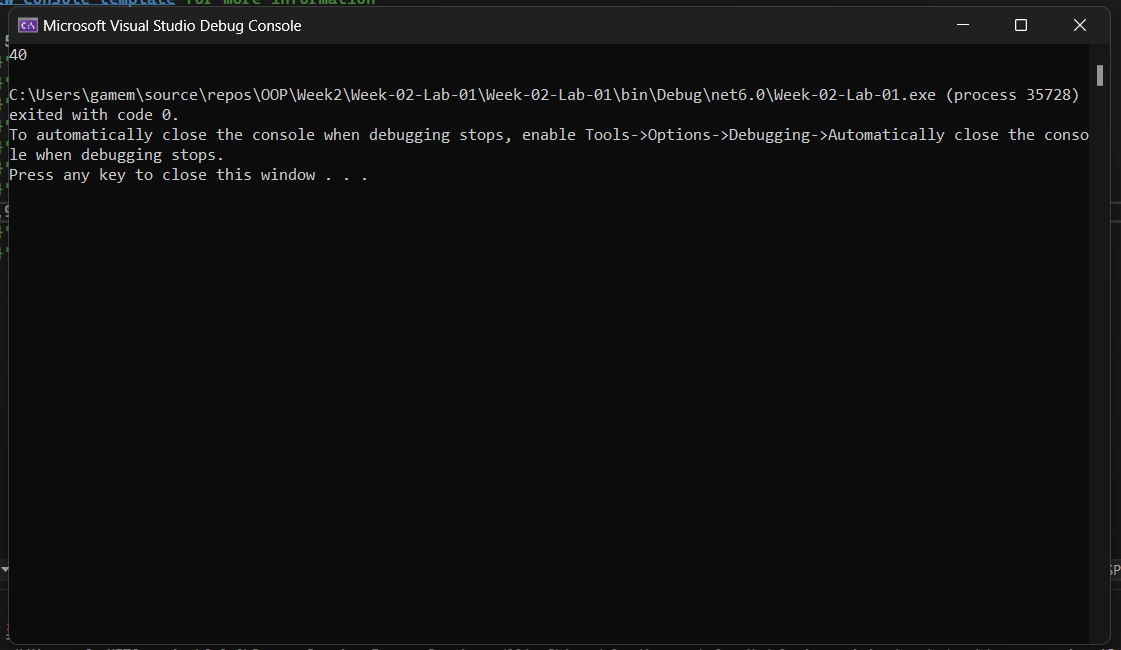 console template for more information
C:\ Microsoft Visual Studio Debug Console
40
C:\Users\gamem\source\repos\OOP\Week2\Week-02-Lab-01\Week-02-Lab-01\bin\Debug\net6.0\Week-02-Lab-01.exe (process 35728)
exited with code 0.
To automatically close the console when debugging stops, enable Tools->Options->Debugging->Automatically close the conso
le when debugging stops.
Press any key to close this window . . .